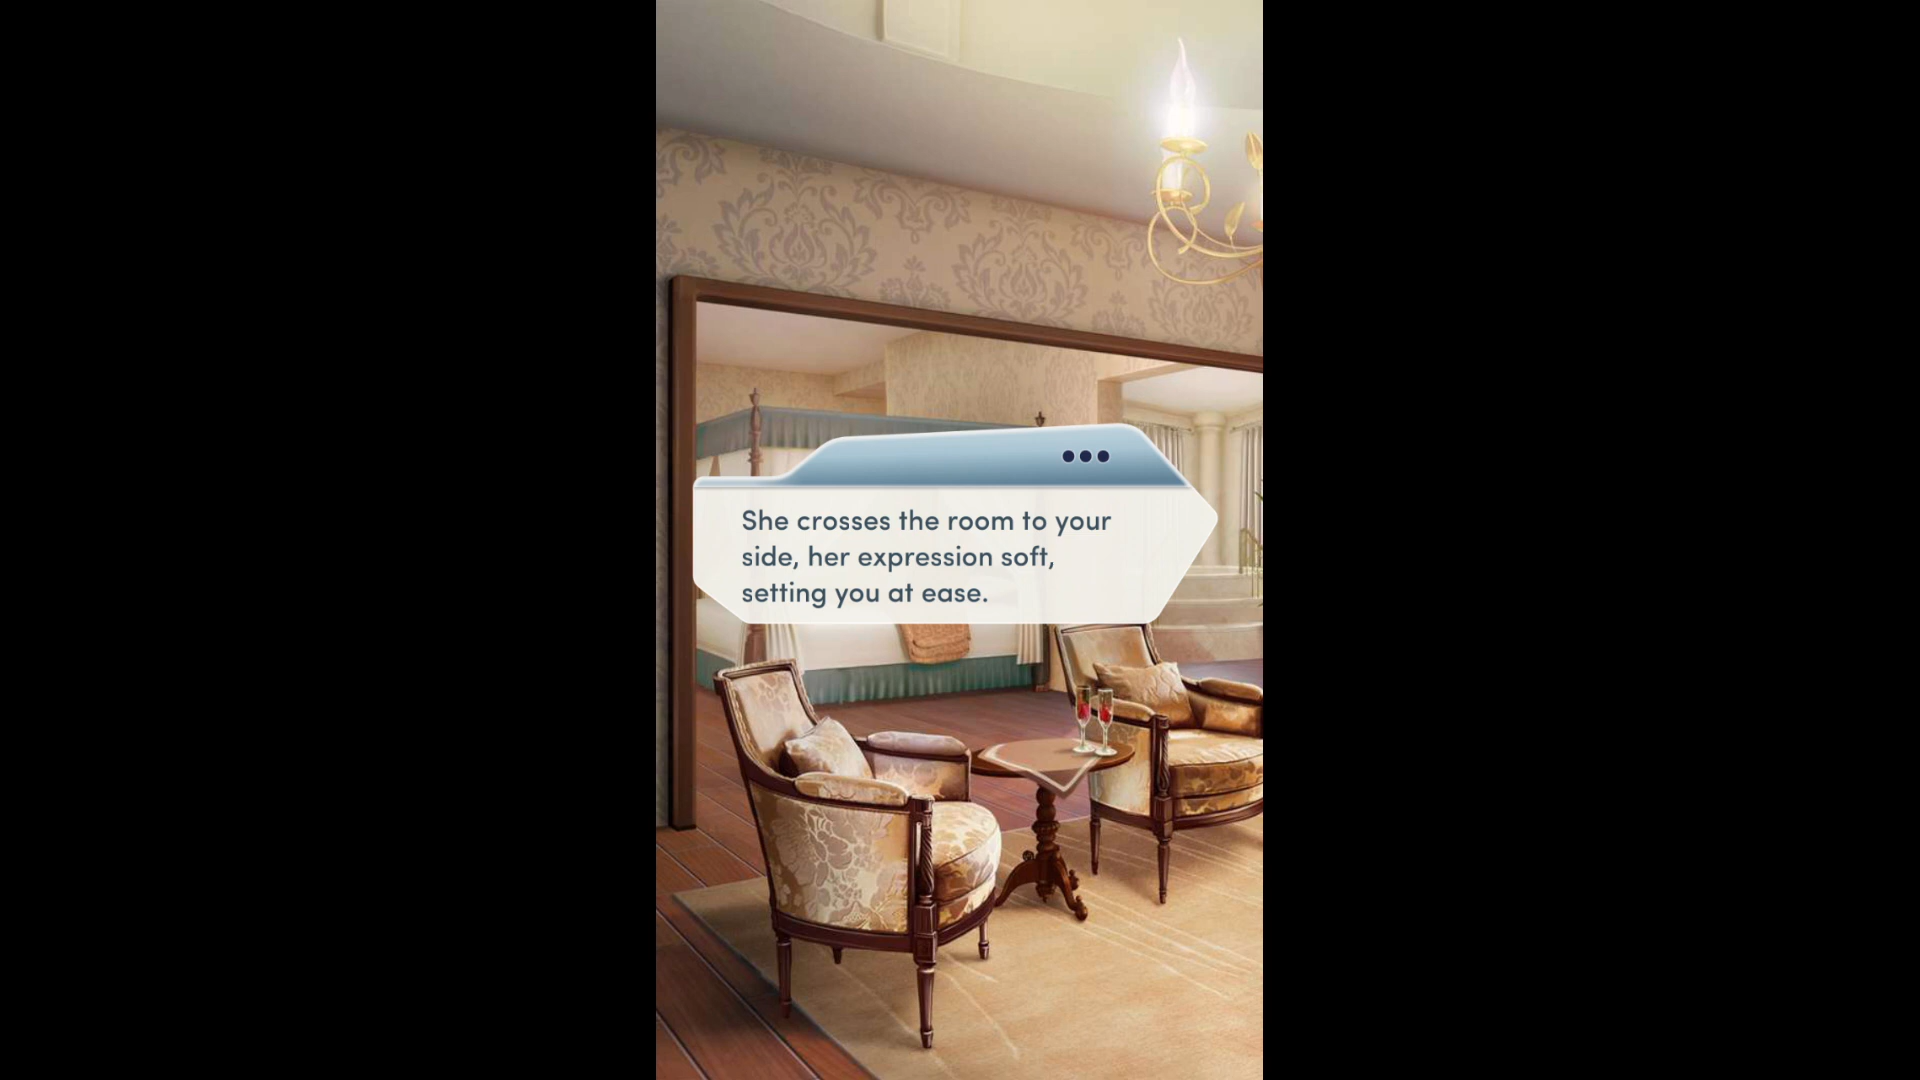 She crosses the room to your
side, her expression soft,
setting you at ease.